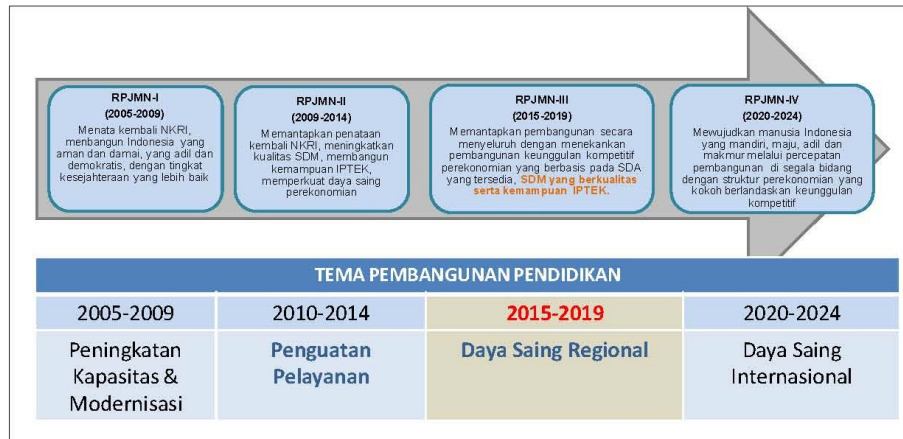 RPJMN-I
(2005-2009)
Menata kembali NKRI,
menbangun Indonesia yang
aman dan damai, yang adil dan
demokratis, dengan tingkat
kesejahteraan yang lebih baik
RPJMN-II
(2009-2014)
Memantapkan penataan
kembali NKRI, meningkatkan
kualitas SDM, membangun
kemampuan IPTEK,
memperkuat daya saing
perekonomian
RPJMN-III
(2015-2019)
Memantapkan pembangunan secara
menyeluruh dengan menekankan
pembangunan keunggulan kompetitif
perekonomian yang berbasis pada SDA
yang tersedia, SDM yang berkualitas
serta kemampuan IPTEK.
RPJMN-IV
(2020-2024)
Mewujudkan manusia Indonesia
yang mandiri, maju, adil dan
makmur melalui percepatan
pembangunan di segala bidang
dengan struktur perekonomian yang
kokoh berlandaskan keunggulan
kompetitif
TEMA PEMBANGUNAN PENDIDIKAN
2005-2009
2010-2014
2015-2019
2020-2024
Peningkatan
Kapasitas &
Modernisasi
Penguatan
Pelayanan
Daya Saing Regional
Daya Saing
Internasional